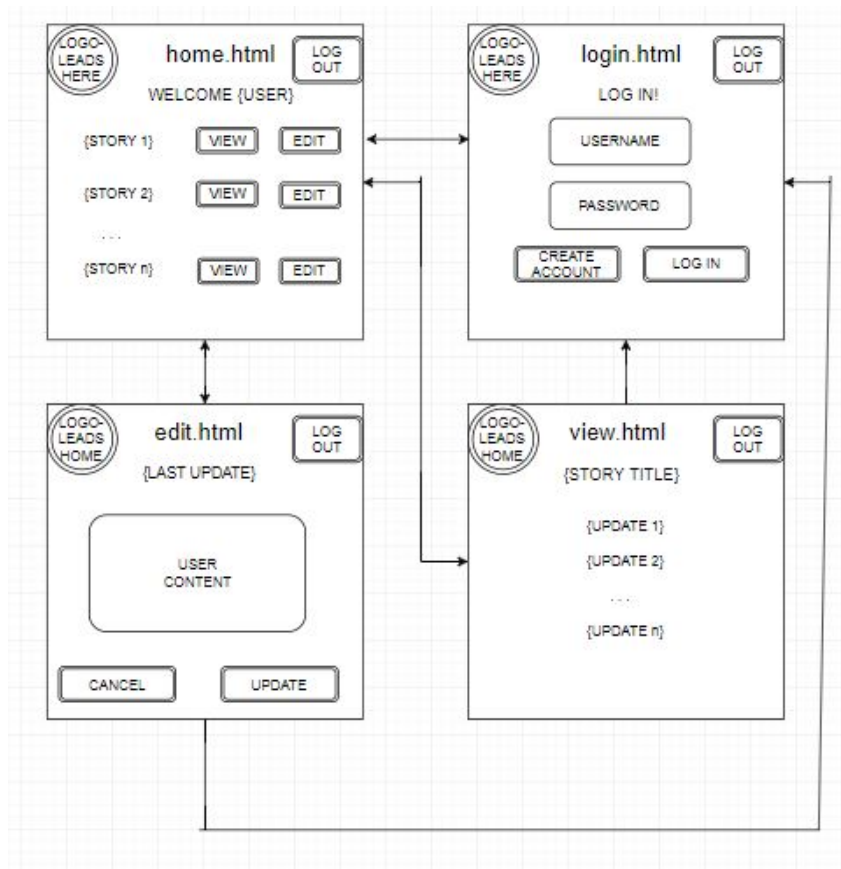 LOGO-
LEADS
HERE
home.html
LOG
OUT
WELCOME {USER}
{STORY 1}
VIEW
EDIT
{STORY 2}
VIEW
EDIT
. . .
{STORY n}
VIEW
EDIT
LOGO-
LEADS
HERE
login.html
LOG
OUT
LOG IN!
USERNAME
PASSWORD
CREATE
ACCOUNT
LOG IN
LOGO-
LEADS
HOME
edit.html
LOG
OUT
{LAST UPDATE}
USER
CONTENT
CANCEL
UPDATE
LOGO-
LEADS
HOME
view.html
LOG
OUT
{STORY TITLE}
{UPDATE 1}
{UPDATE 2}
. . .
{UPDATE n}